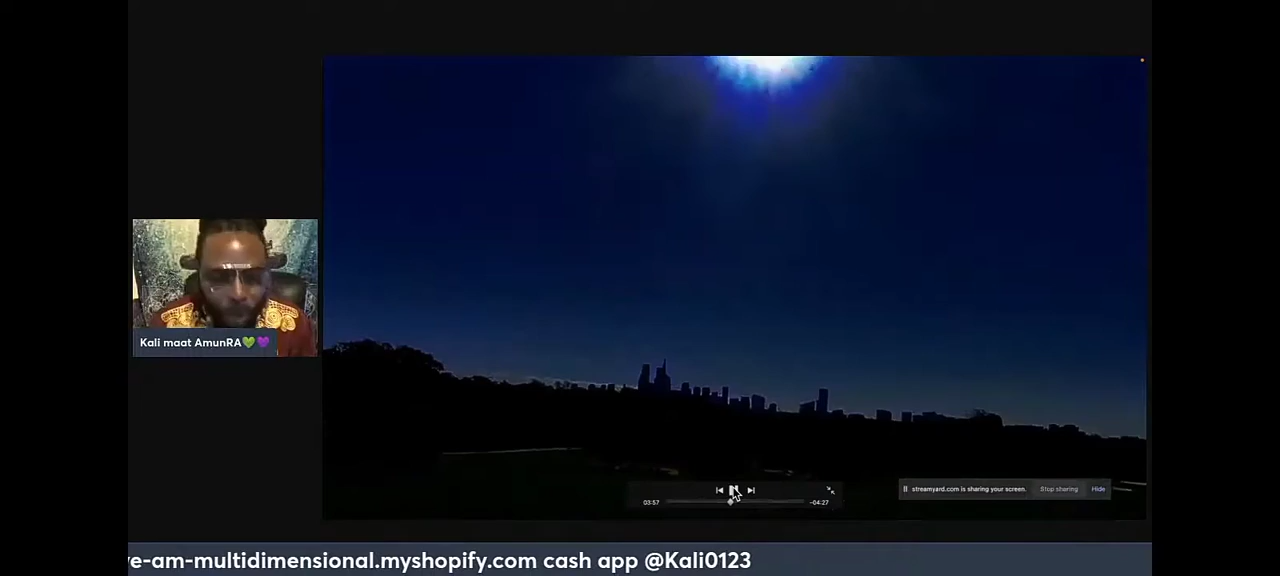 Kali maat AmunRA💚💜
03:57
-04:27
streamyard.com is sharing your screen.
Stop sharing
Hide
e-am-multidimensional.myshopify.com cash app @Kali0123